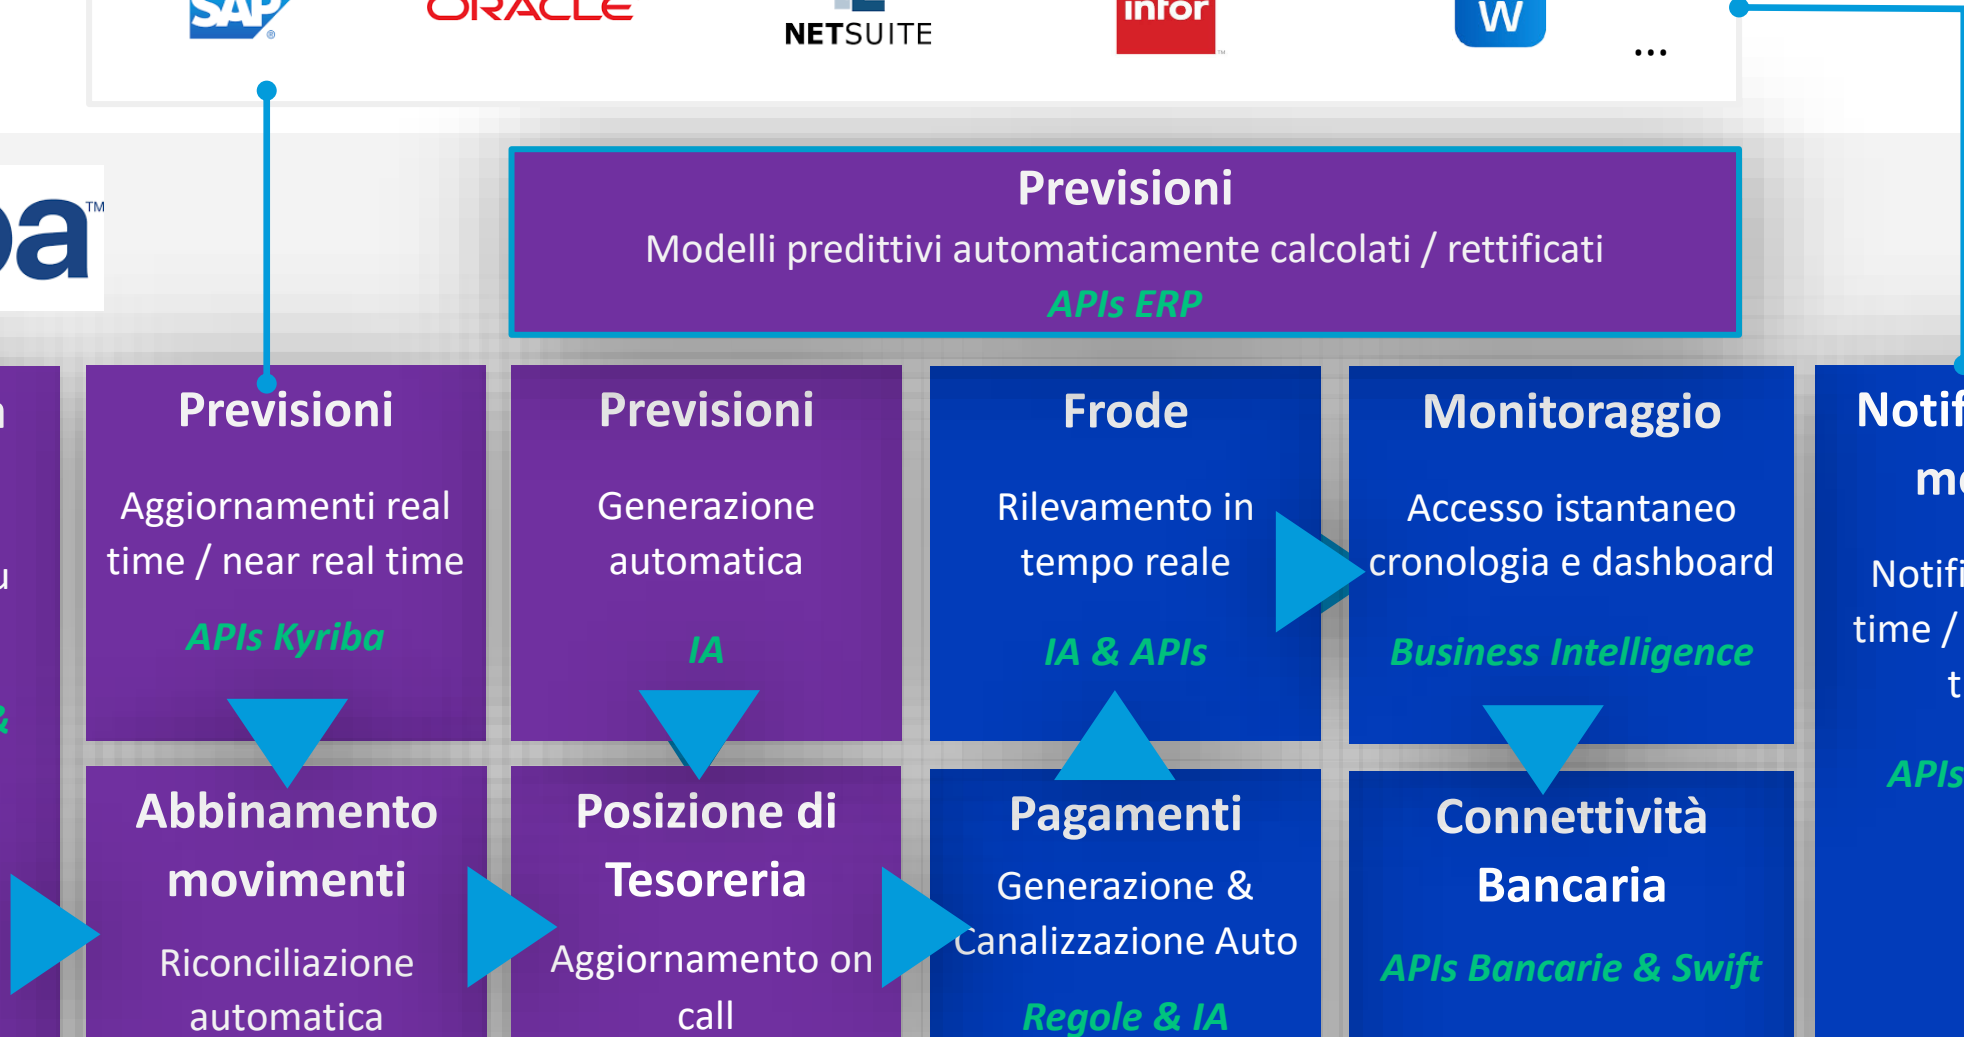 SAP
ORACLE
NETSUITE
infor
W
...
Previsioni
Modelli predittivi automaticamente calcolati / rettificati
APIs ERP
Previsioni
Aggiornamenti real
time / near real time
APIs Kyriba
Previsioni
Generazione
automatica
IA
Frode
Rilevamento in
tempo reale
IA & APIs
Monitoraggio
Accesso istantaneo
cronologia e dashboard
Business Intelligence
time /
APIs
&
Abbinamento
movimenti
Riconciliazione
automatica
Posizione di
Tesoreria
Aggiornamento on
call
Pagamenti
Generazione &
Canalizzazione Auto
Regole & IA
Connettività
Bancaria
APIs Bancarie & Swift